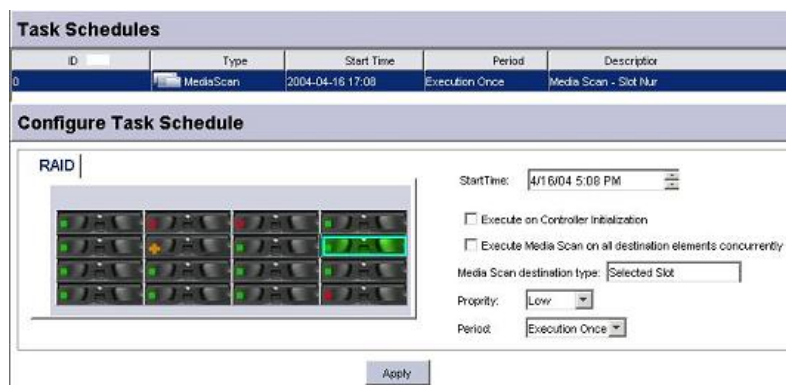 Task Schedules
ID Type Start Time Period Description
0 MediaScan 2004-04-16 17:08 Execution Once Media Scan - Slot Nur
Configure Task Schedule
RAID
StartTime: 4/16/04 5:08 PM
Execute on Controller Initialization
Execute Media Scan on all destination elements concurrently
Media Scan destination type: Selected Slot
Proprity: Low
Period: Execution Once
Apply